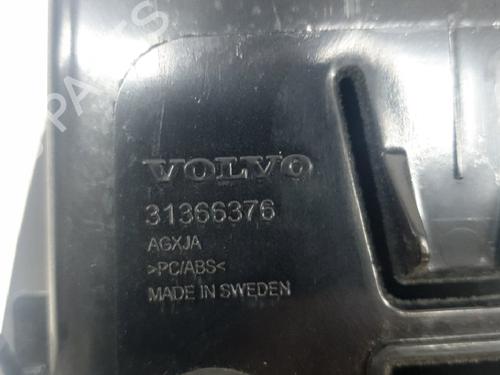 VOLVO
31366376
AGXJA
>PC/ABS<
MADE IN SWEDEN